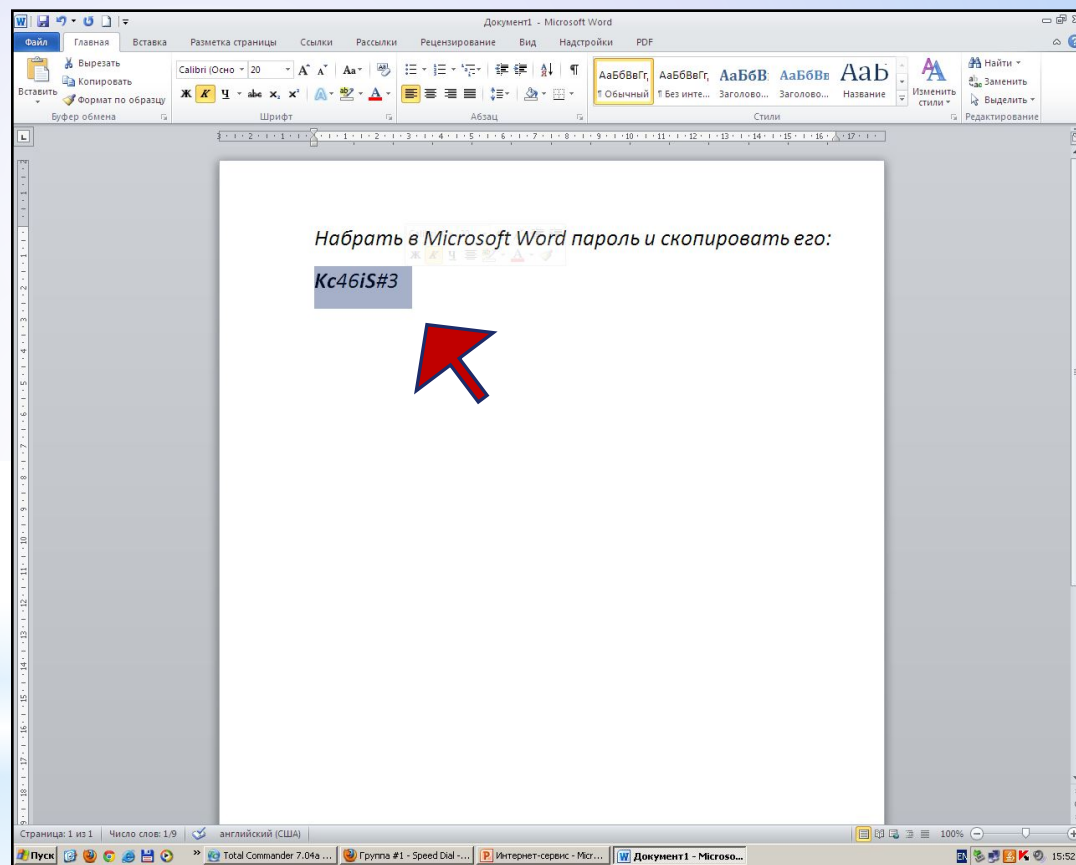 Документ1 - Microsoft Word
Файл Главная Вставка Разметка страницы Ссылки Рассылки Рецензирование Вид Надстройки PDF
Вставить
Вырезать
Копировать
Формат по образцу
Буфер обмена
Calibri (Осно 20
Ж К Ч abc x, x²
Шрифт
Абзац
АаБбВвГг, АаБбВвГг, АаБбВ АаБбВв АаЬ
¶ Обычный ¶ Без инте... Заголово... Заголово... Название
Изменить стили
Стили
Найти
Заменить
Выделить
Редактирование
Набрать в Microsoft Word пароль и скопировать его:
Kc46iS#3
Страница: 1 из 1 Число слов: 1/9 английский (США) 100%
Пуск Total Commander 7.04a ... Группа #1 - Speed Dial -... Интернет-сервис - Micr... Документ1 - Microso... EN 15:52